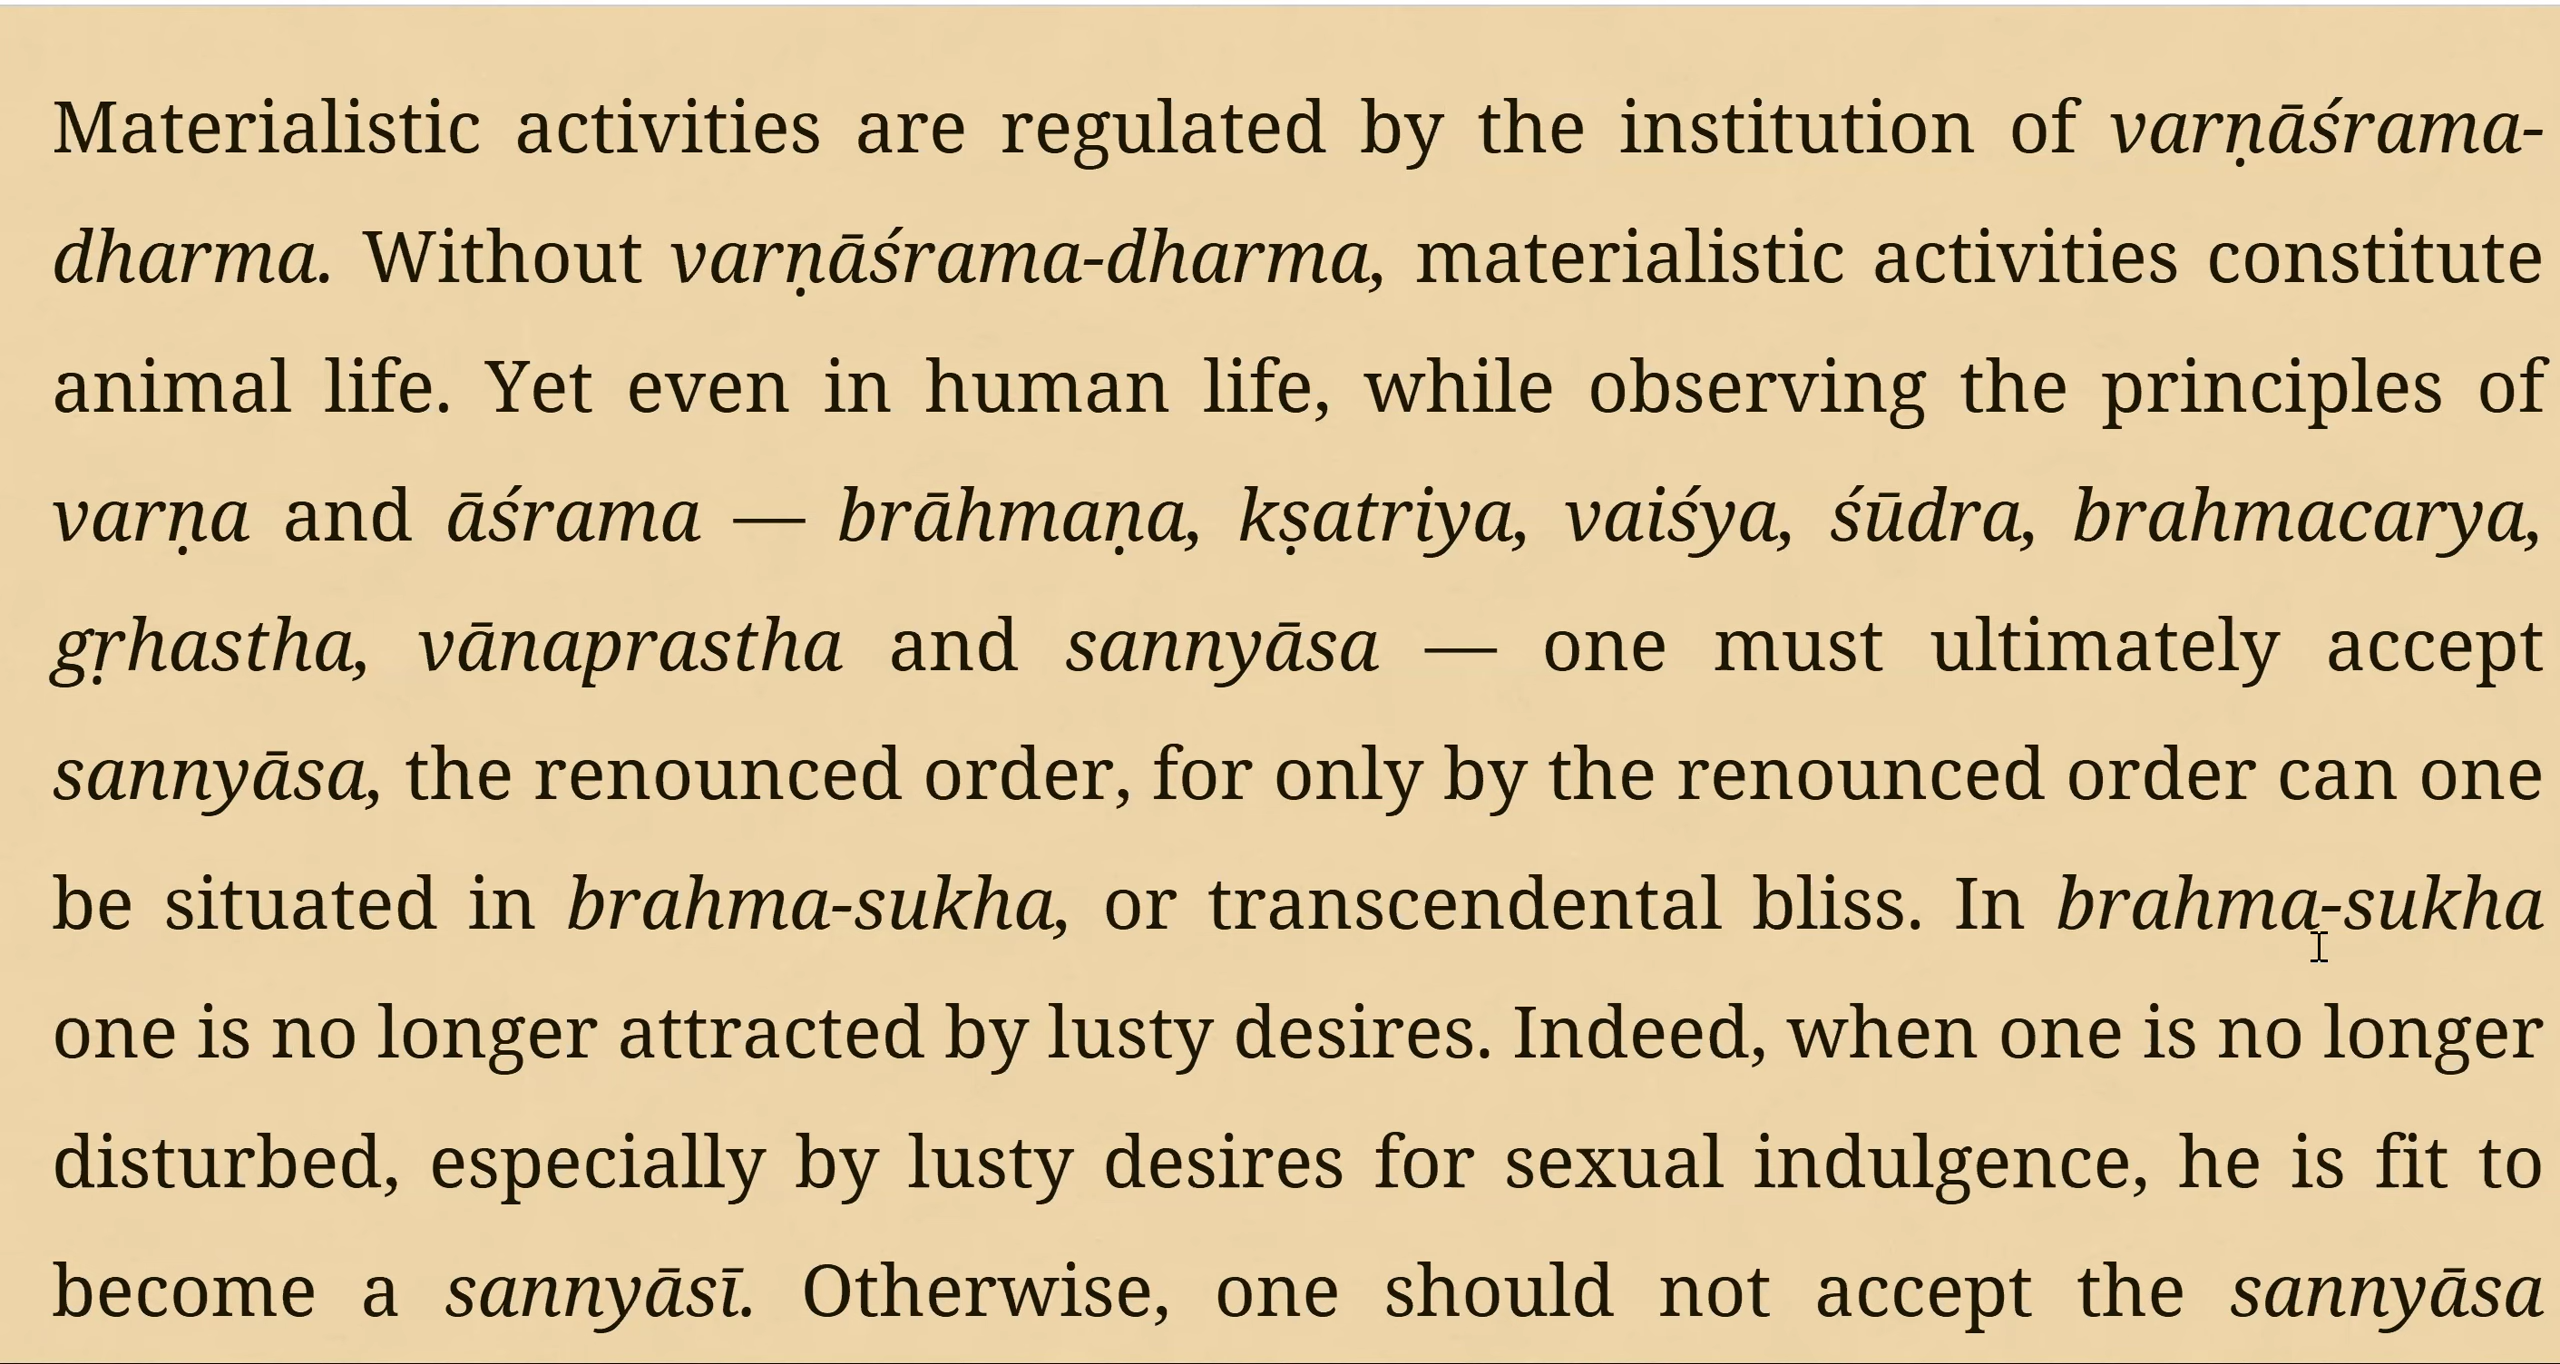 Materialistic activities are regulated by the institution of varṇāśrama-
dharma. Without varṇāśrama-dharma, materialistic activities constitute
animal life. Yet even in human life, while observing the principles of
varṇa and āśrama — brāhmaṇa, kṣatriya, vaiśya, śūdra, brahmacarya,
gṛhastha, vānaprastha and sannyāsa — one must ultimately accept
sannyāsa, the renounced order, for only by the renounced order can one
be situated in brahma-sukha, or transcendental bliss. In brahma-sukha
one is no longer attracted by lusty desires. Indeed, when one is no longer
disturbed, especially by lusty desires for sexual indulgence, he is fit to
become a sannyāsī. Otherwise, one should not accept the sannyāsa